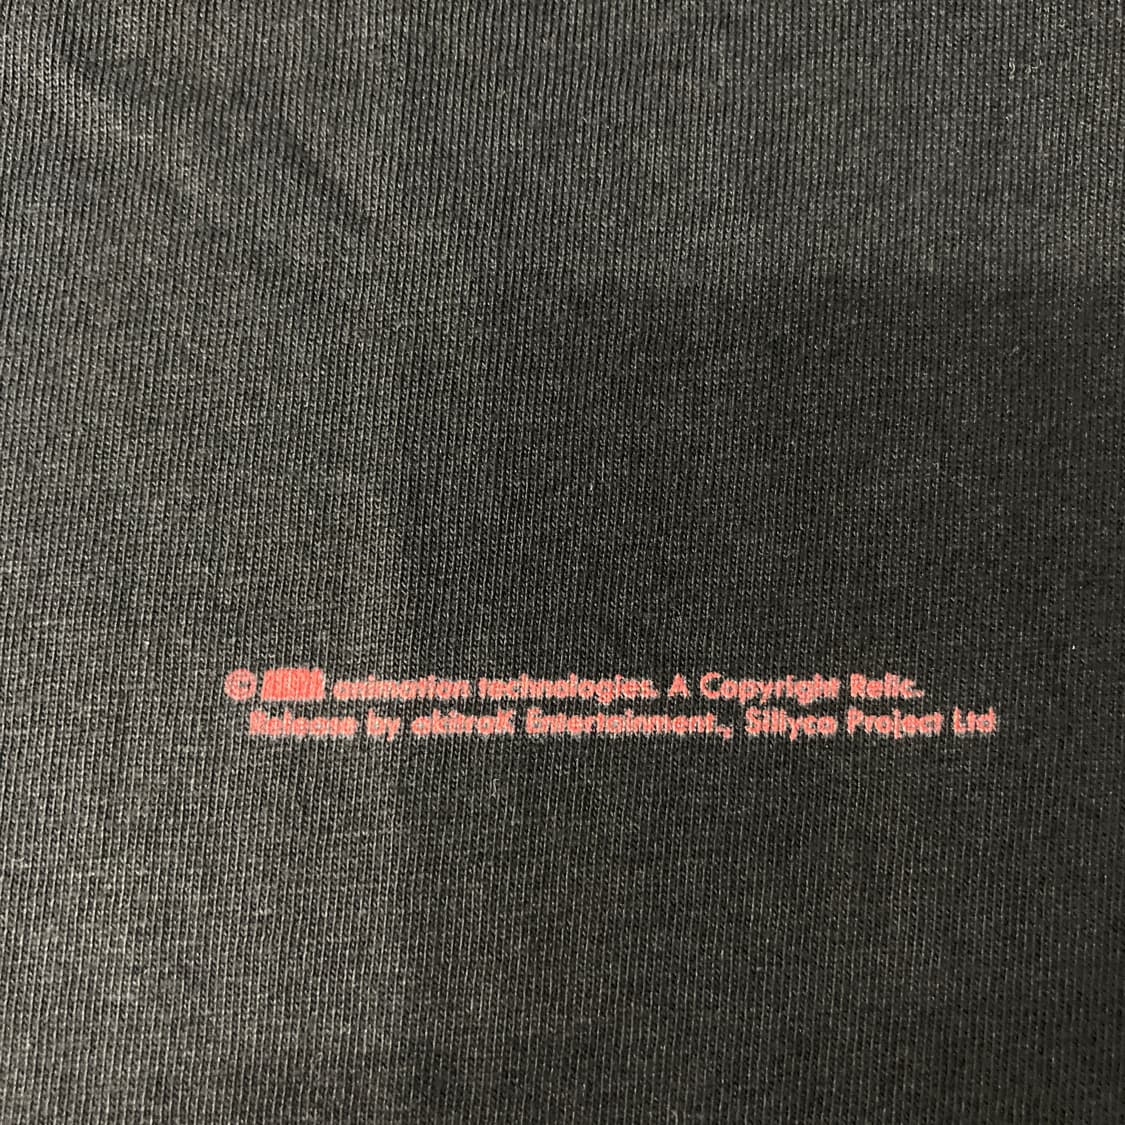 © animation technologies. A Copyright Relic.
Release by akitraK Entertainment., Sillyco Project Ltd